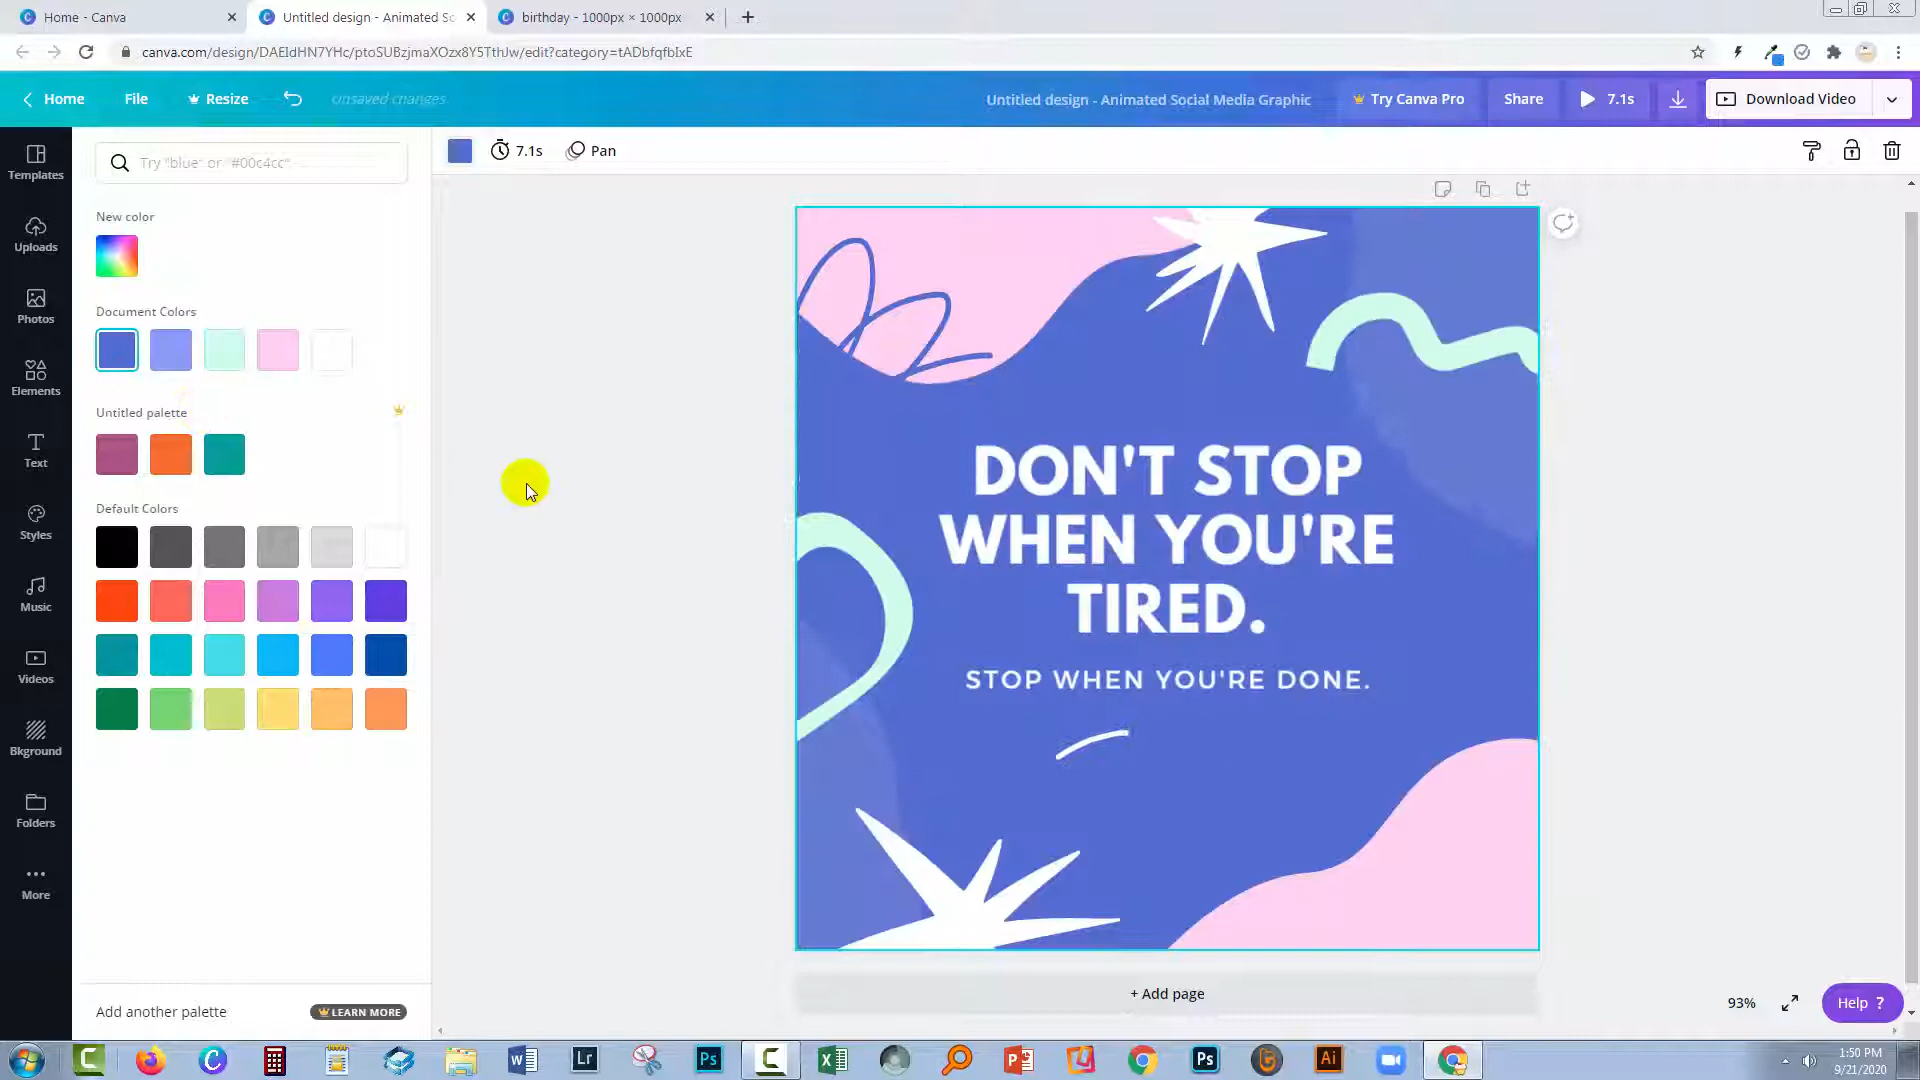 Home - Canva
Untitled design - Animated So
birthday - 1000px × 1000px
canva.com/design/DAEIdHN7YHc/ptoSUBzjmaXOzx8Y5TthJw/edit?category=tADbfqfbIxE
Home
File
Resize
unsaved changes
Untitled design - Animated Social Media Graphic
Try Canva Pro
Share
7.1s
Download Video
Templates
Uploads
Photos
Elements
Text
Styles
Music
Videos
Bkground
Folders
More
Try "blue" or "#00c4cc"
New color
Document Colors
Untitled palette
Default Colors
Add another palette
LEARN MORE
7.1s
Pan
DON'T STOP
WHEN YOU'RE
TIRED.
STOP WHEN YOU'RE DONE.
+ Add page
93%
Help ?
1:50 PM
9/21/2020